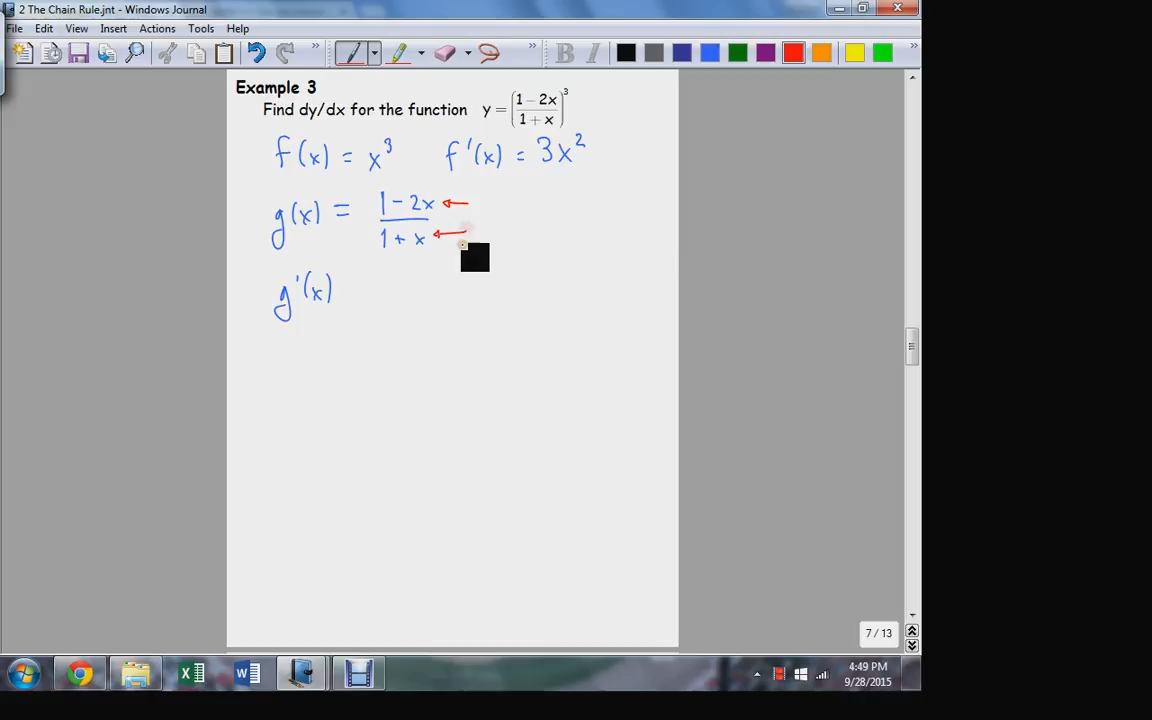 2 The Chain Rule.jnt - Windows Journal
File Edit View Insert Actions Tools Help
» » B I »
Example 3
Find dy/dx for the function y = ((1 – 2x)/(1 + x))³
f(x) = x³ f'(x) = 3x²
g(x) = (1 - 2x)/(1 + x)
g'(x)
7 / 13
4:49 PM
9/28/2015